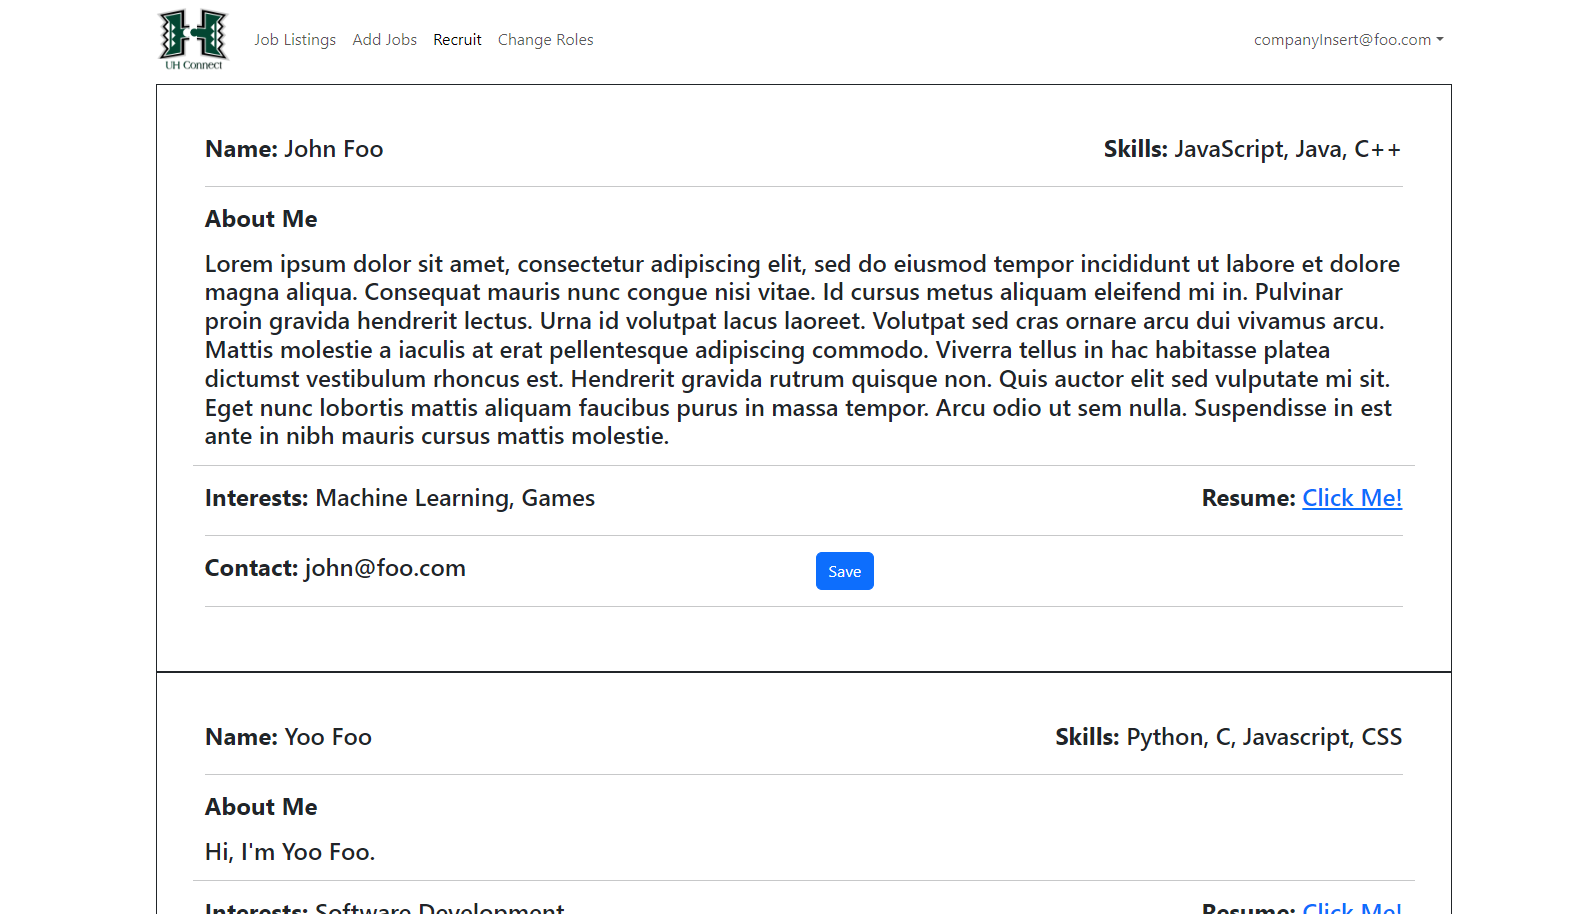 UH Connect
Job Listings Add Jobs Recruit Change Roles companyInsert@foo.com
Name: John Foo Skills: JavaScript, Java, C++
About Me
Lorem ipsum dolor sit amet, consectetur adipiscing elit, sed do eiusmod tempor incididunt ut labore et dolore
magna aliqua. Consequat mauris nunc congue nisi vitae. Id cursus metus aliquam eleifend mi in. Pulvinar
proin gravida hendrerit lectus. Urna id volutpat lacus laoreet. Volutpat sed cras ornare arcu dui vivamus arcu.
Mattis molestie a iaculis at erat pellentesque adipiscing commodo. Viverra tellus in hac habitasse platea
dictumst vestibulum rhoncus est. Hendrerit gravida rutrum quisque non. Quis auctor elit sed vulputate mi sit.
Eget nunc lobortis mattis aliquam faucibus purus in massa tempor. Arcu odio ut sem nulla. Suspendisse in est
ante in nibh mauris cursus mattis molestie.
Interests: Machine Learning, Games Resume: Click Me!
Contact: john@foo.com Save
Name: Yoo Foo Skills: Python, C, Javascript, CSS
About Me
Hi, I'm Yoo Foo.
Interests: Software Development Resume: Click Me!